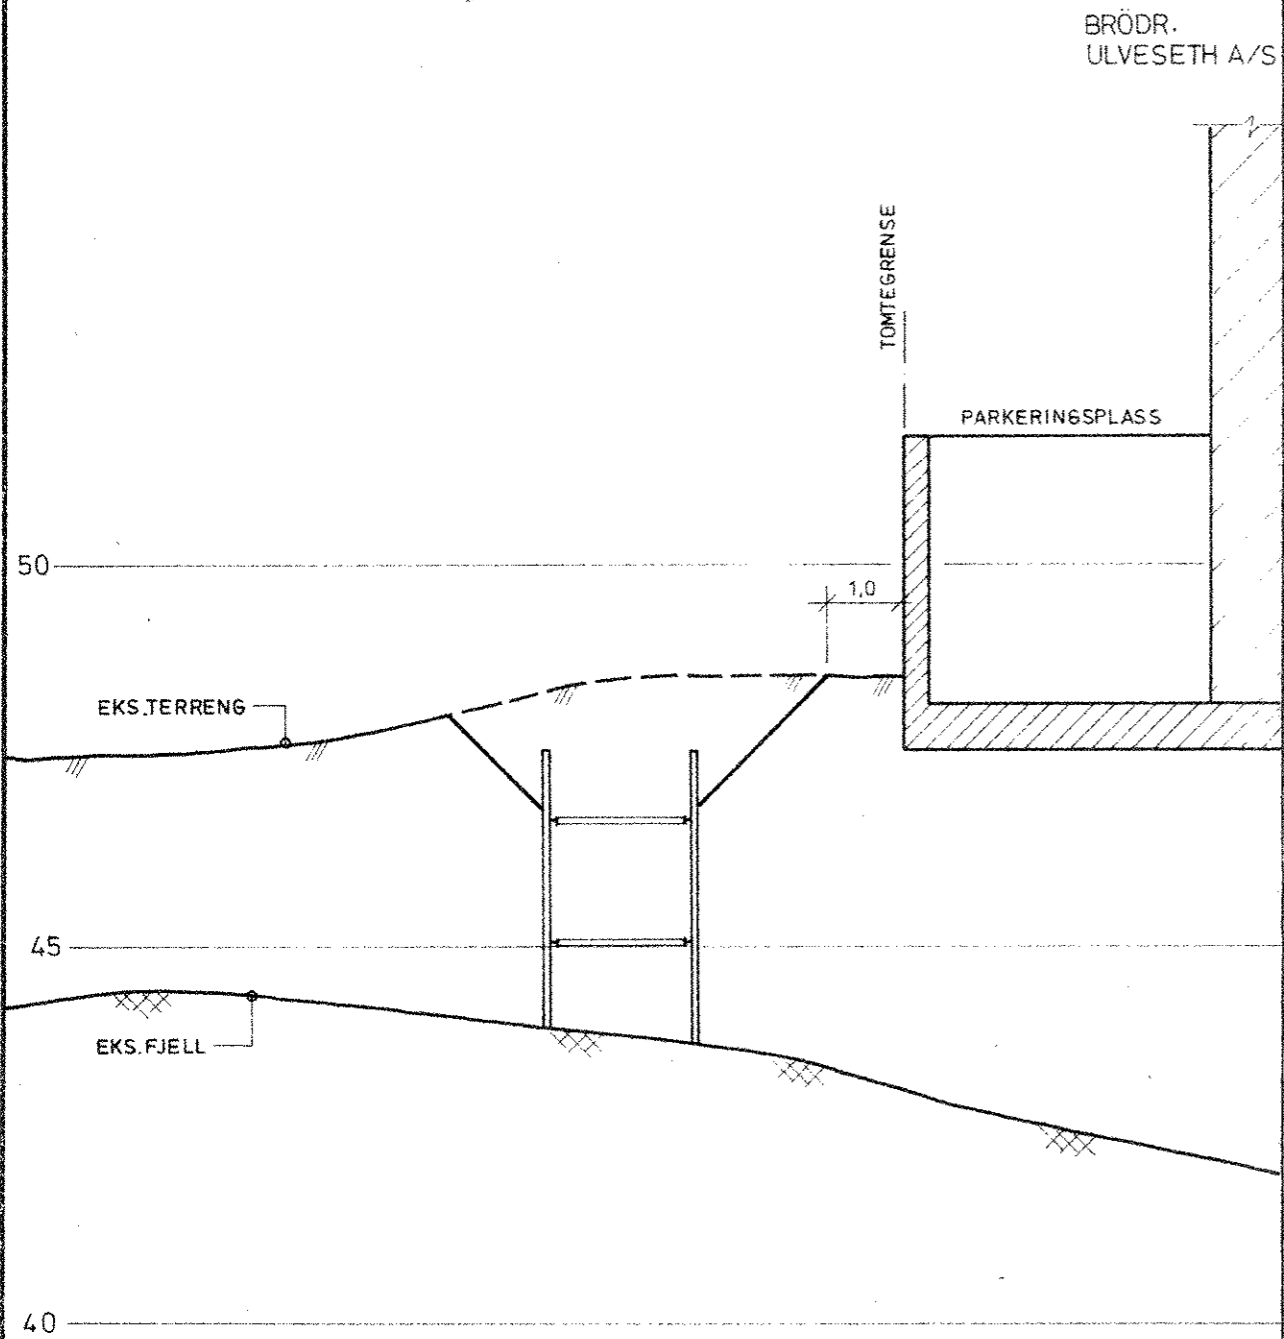 BRÖDR.
ULVESETH A/S
TOMTEGRENSE
PARKERINGSPLASS
50
1,0
EKS.TERRENG
45
EKS.FJELL
40